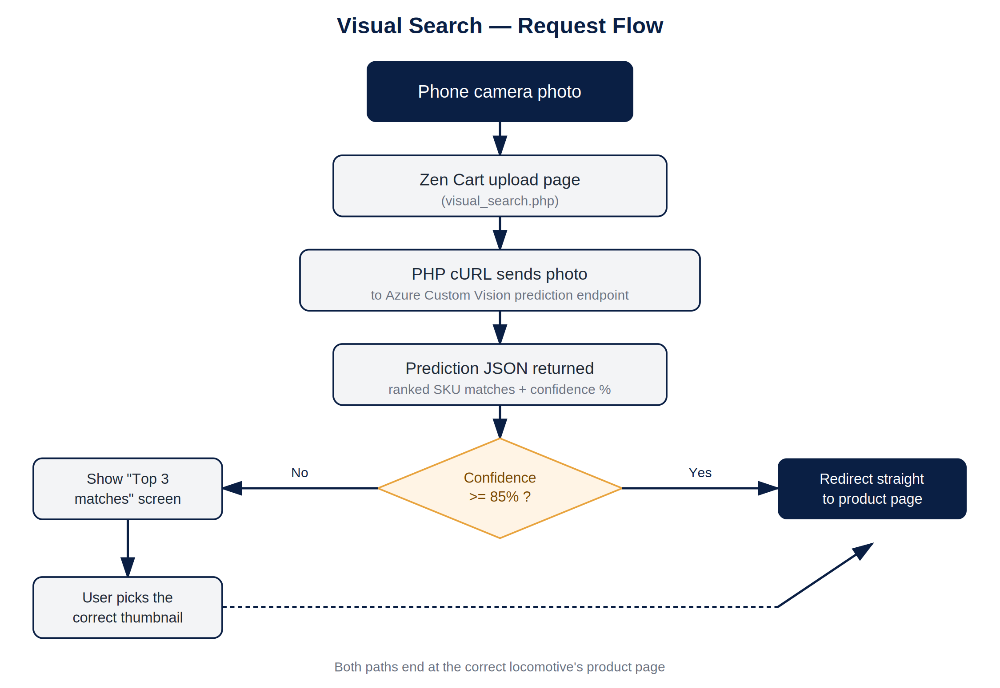 Visual Search — Request Flow
Phone camera photo
Zen Cart upload page
(visual_search.php)
PHP cURL sends photo
to Azure Custom Vision prediction endpoint
Prediction JSON returned
ranked SKU matches + confidence %
Confidence
>= 85% ?
No
Yes
Show "Top 3
matches" screen
Redirect straight
to product page
User picks the
correct thumbnail
Both paths end at the correct locomotive's product page